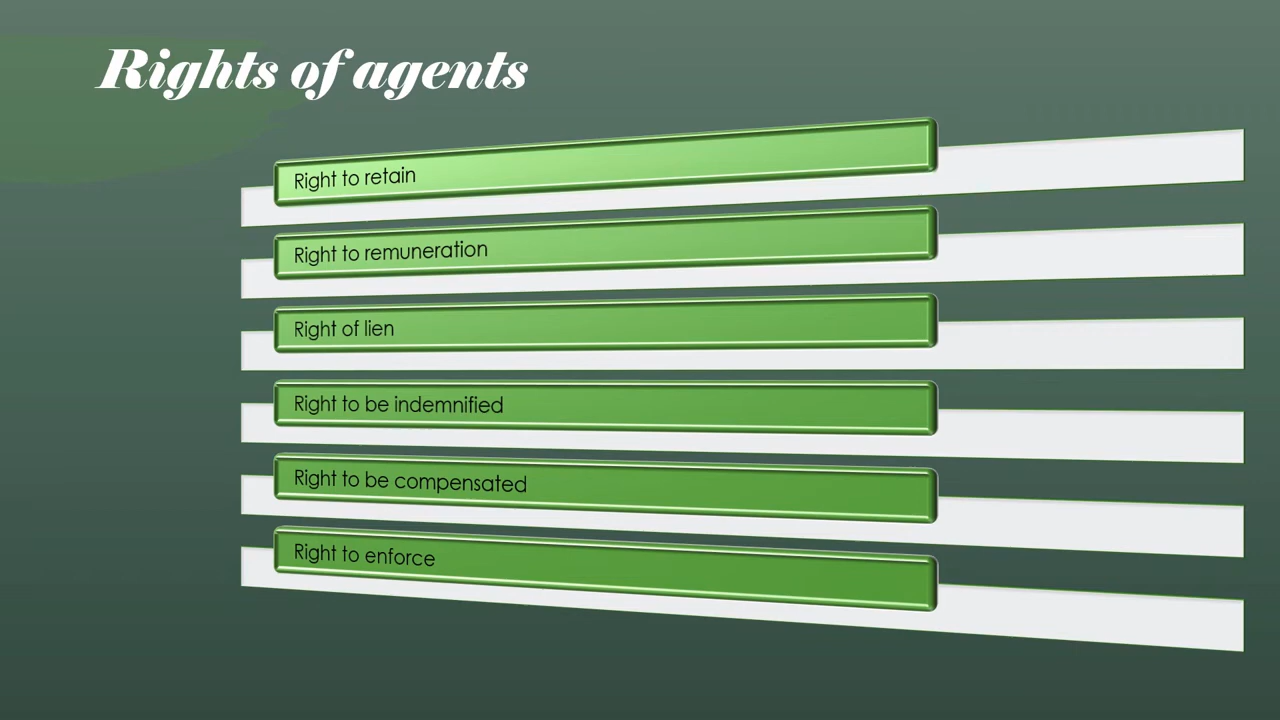 Rights of agents
Right to retain
Right to remuneration
Right of lien
Right to be indemnified
Right to be compensated
Right to enforce